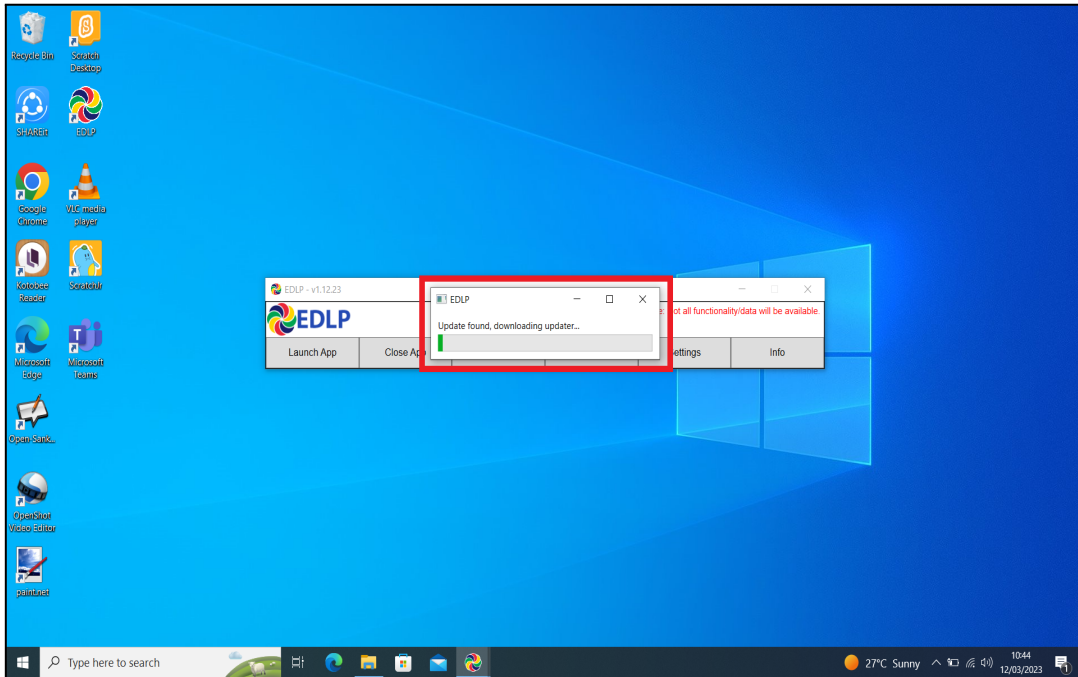 Recycle Bin
Scratch
Desktop
SHAREit
EDLP
Google
Chrome
VLC media
player
Kotobee
Reader
ScratchJr
Microsoft
Edge
Microsoft
Teams
Open-Sank...
OpenShot
Video Editor
paint.net
EDLP - v1.12.23
EDLP
ot all functionality/data will be available.
Launch App
Close App
ettings
Info
EDLP
Update found, downloading updater...
Type here to search
27°C Sunny
10:44
12/03/2023
1